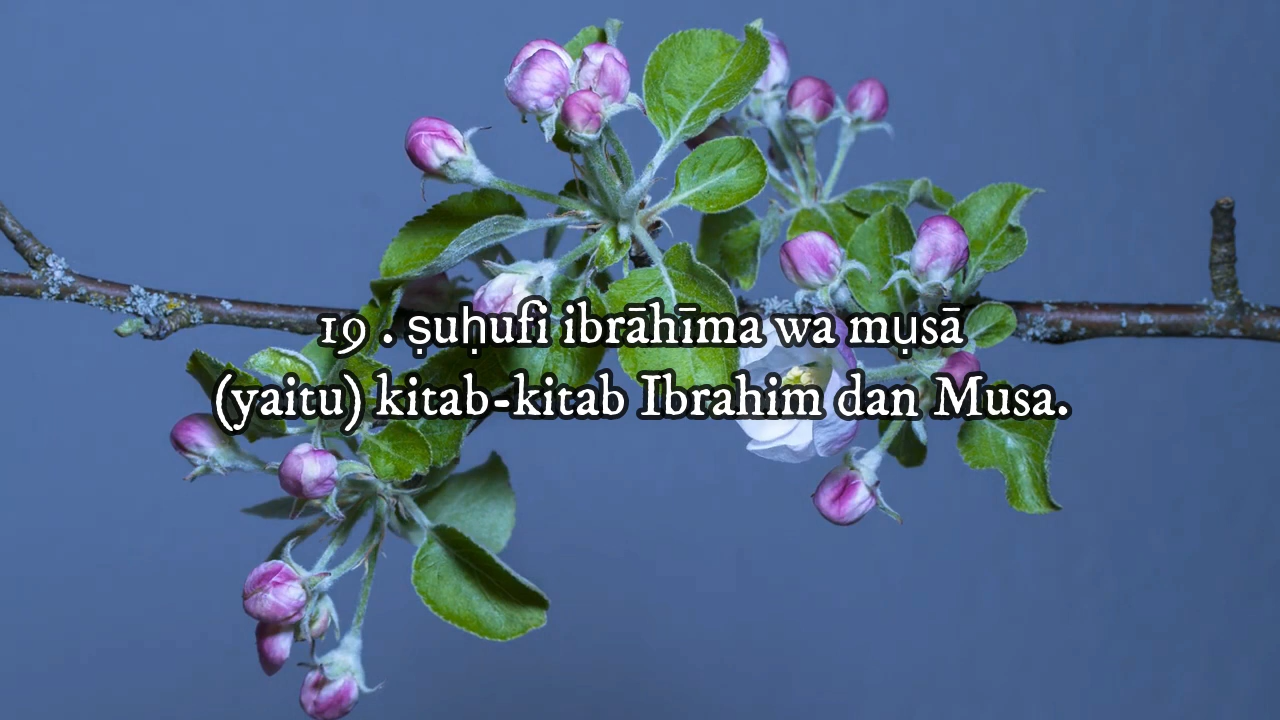 19 . ṣuḥufi ibrāhīma wa mụsā
(yaitu) kitab-kitab Ibrahim dan Musa.